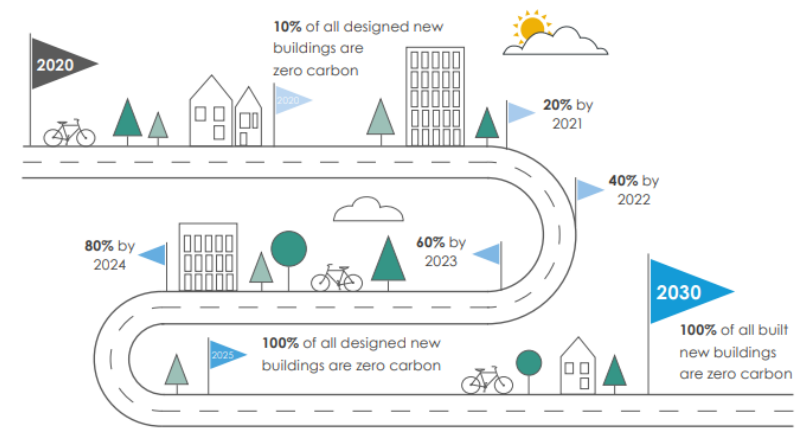 2020
10% of all designed new
buildings are
zero carbon
2020
20% by
2021
40% by
2022
60% by
2023
80% by
2024
2025
100% of all designed new
buildings are zero carbon
2030
100% of all built
new buildings
are zero carbon